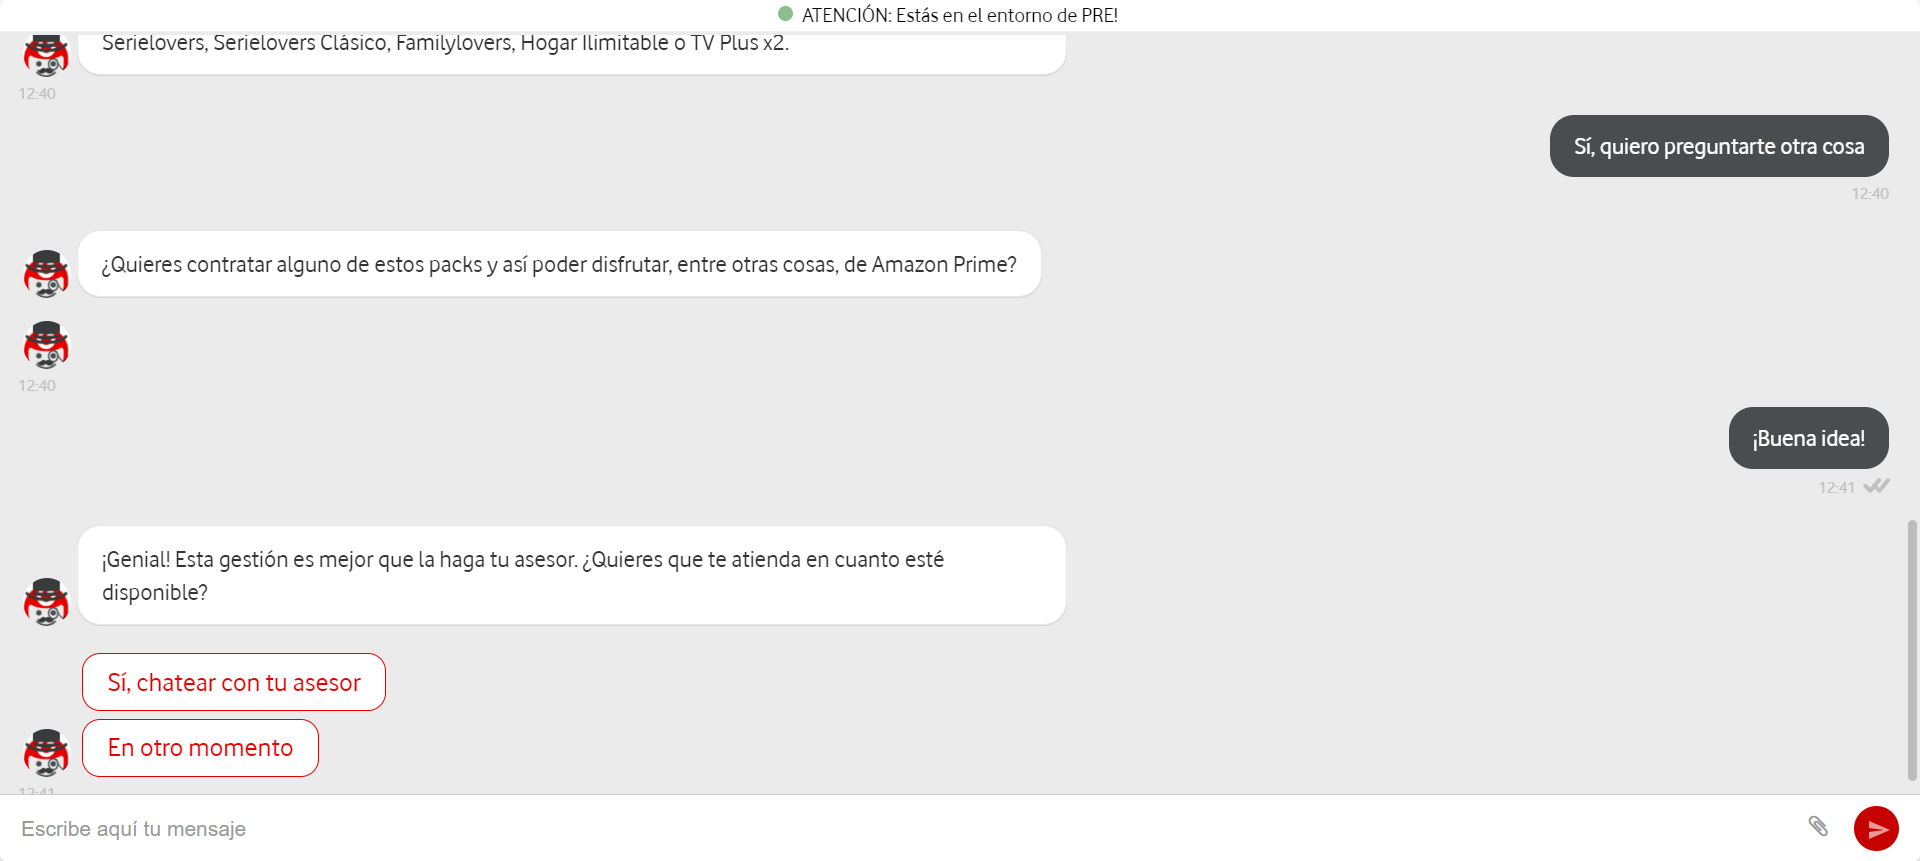 ATENCIÓN: Estás en el entorno de PRE!
Serielovers, Serielovers Clásico, Familylovers, Hogar Ilimitable o TV Plus x2.
12:40
Sí, quiero preguntarte otra cosa
12:40
¿Quieres contratar alguno de estos packs y así poder disfrutar, entre otras cosas, de Amazon Prime?
12:40
¡Buena idea!
12:41
¡Genial! Esta gestión es mejor que la haga tu asesor. ¿Quieres que te atienda en cuanto esté
disponible?
Sí, chatear con tu asesor
En otro momento
12:41
Escribe aquí tu mensaje